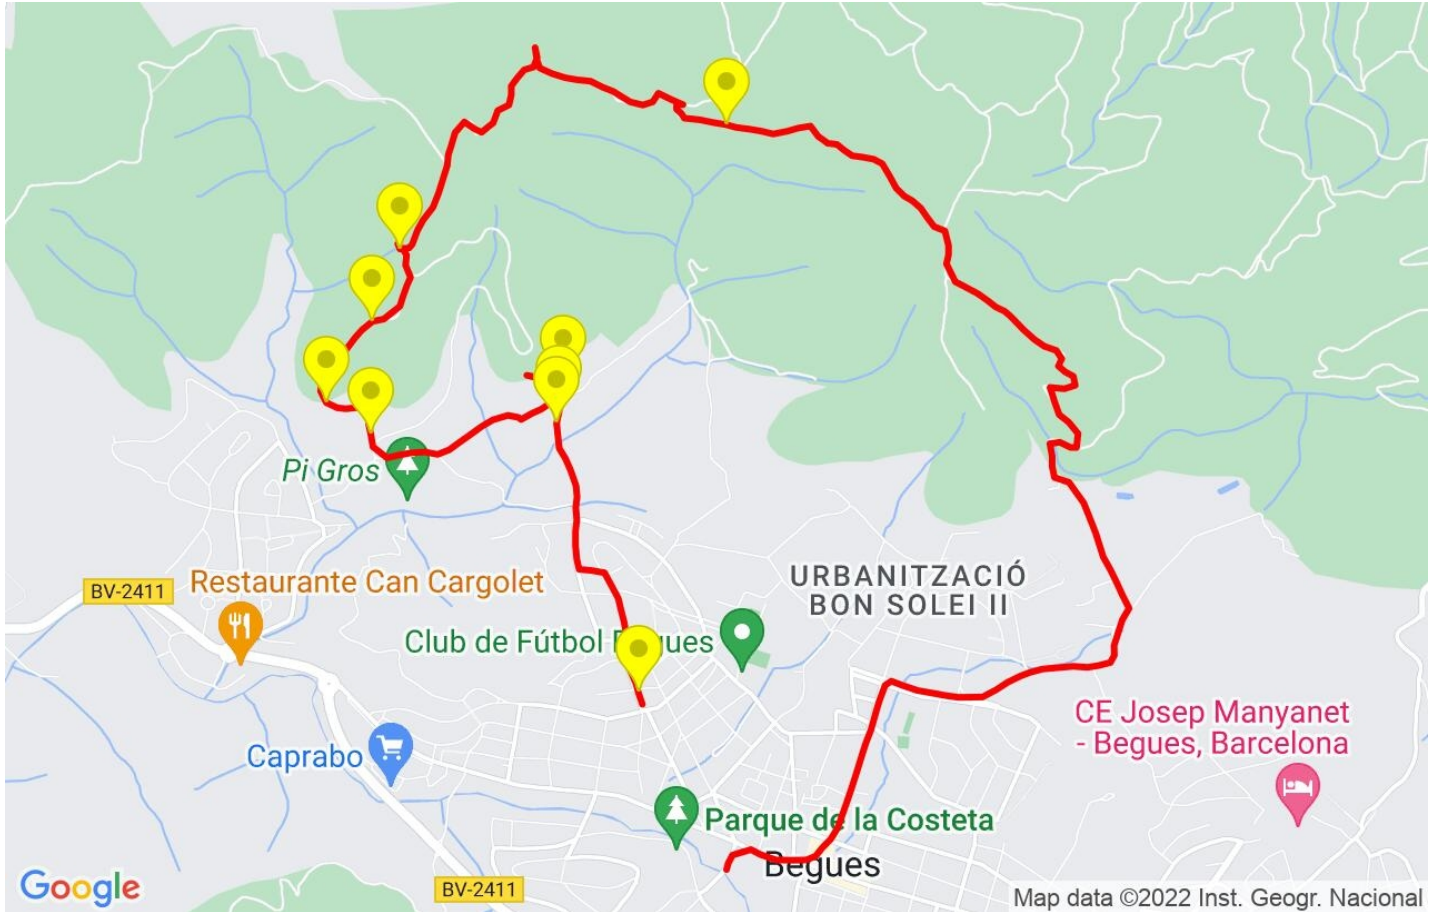 Pi Gros
BV-2411
Restaurante Can Cargolet
URBANITZACIÓ
BON SOLEI II
Club de Fútbol Begues
CE Josep Manyanet
- Begues, Barcelona
Caprabo
Parque de la Costeta
Begues
BV-2411
Google
Map data ©2022 Inst. Geogr. Nacional